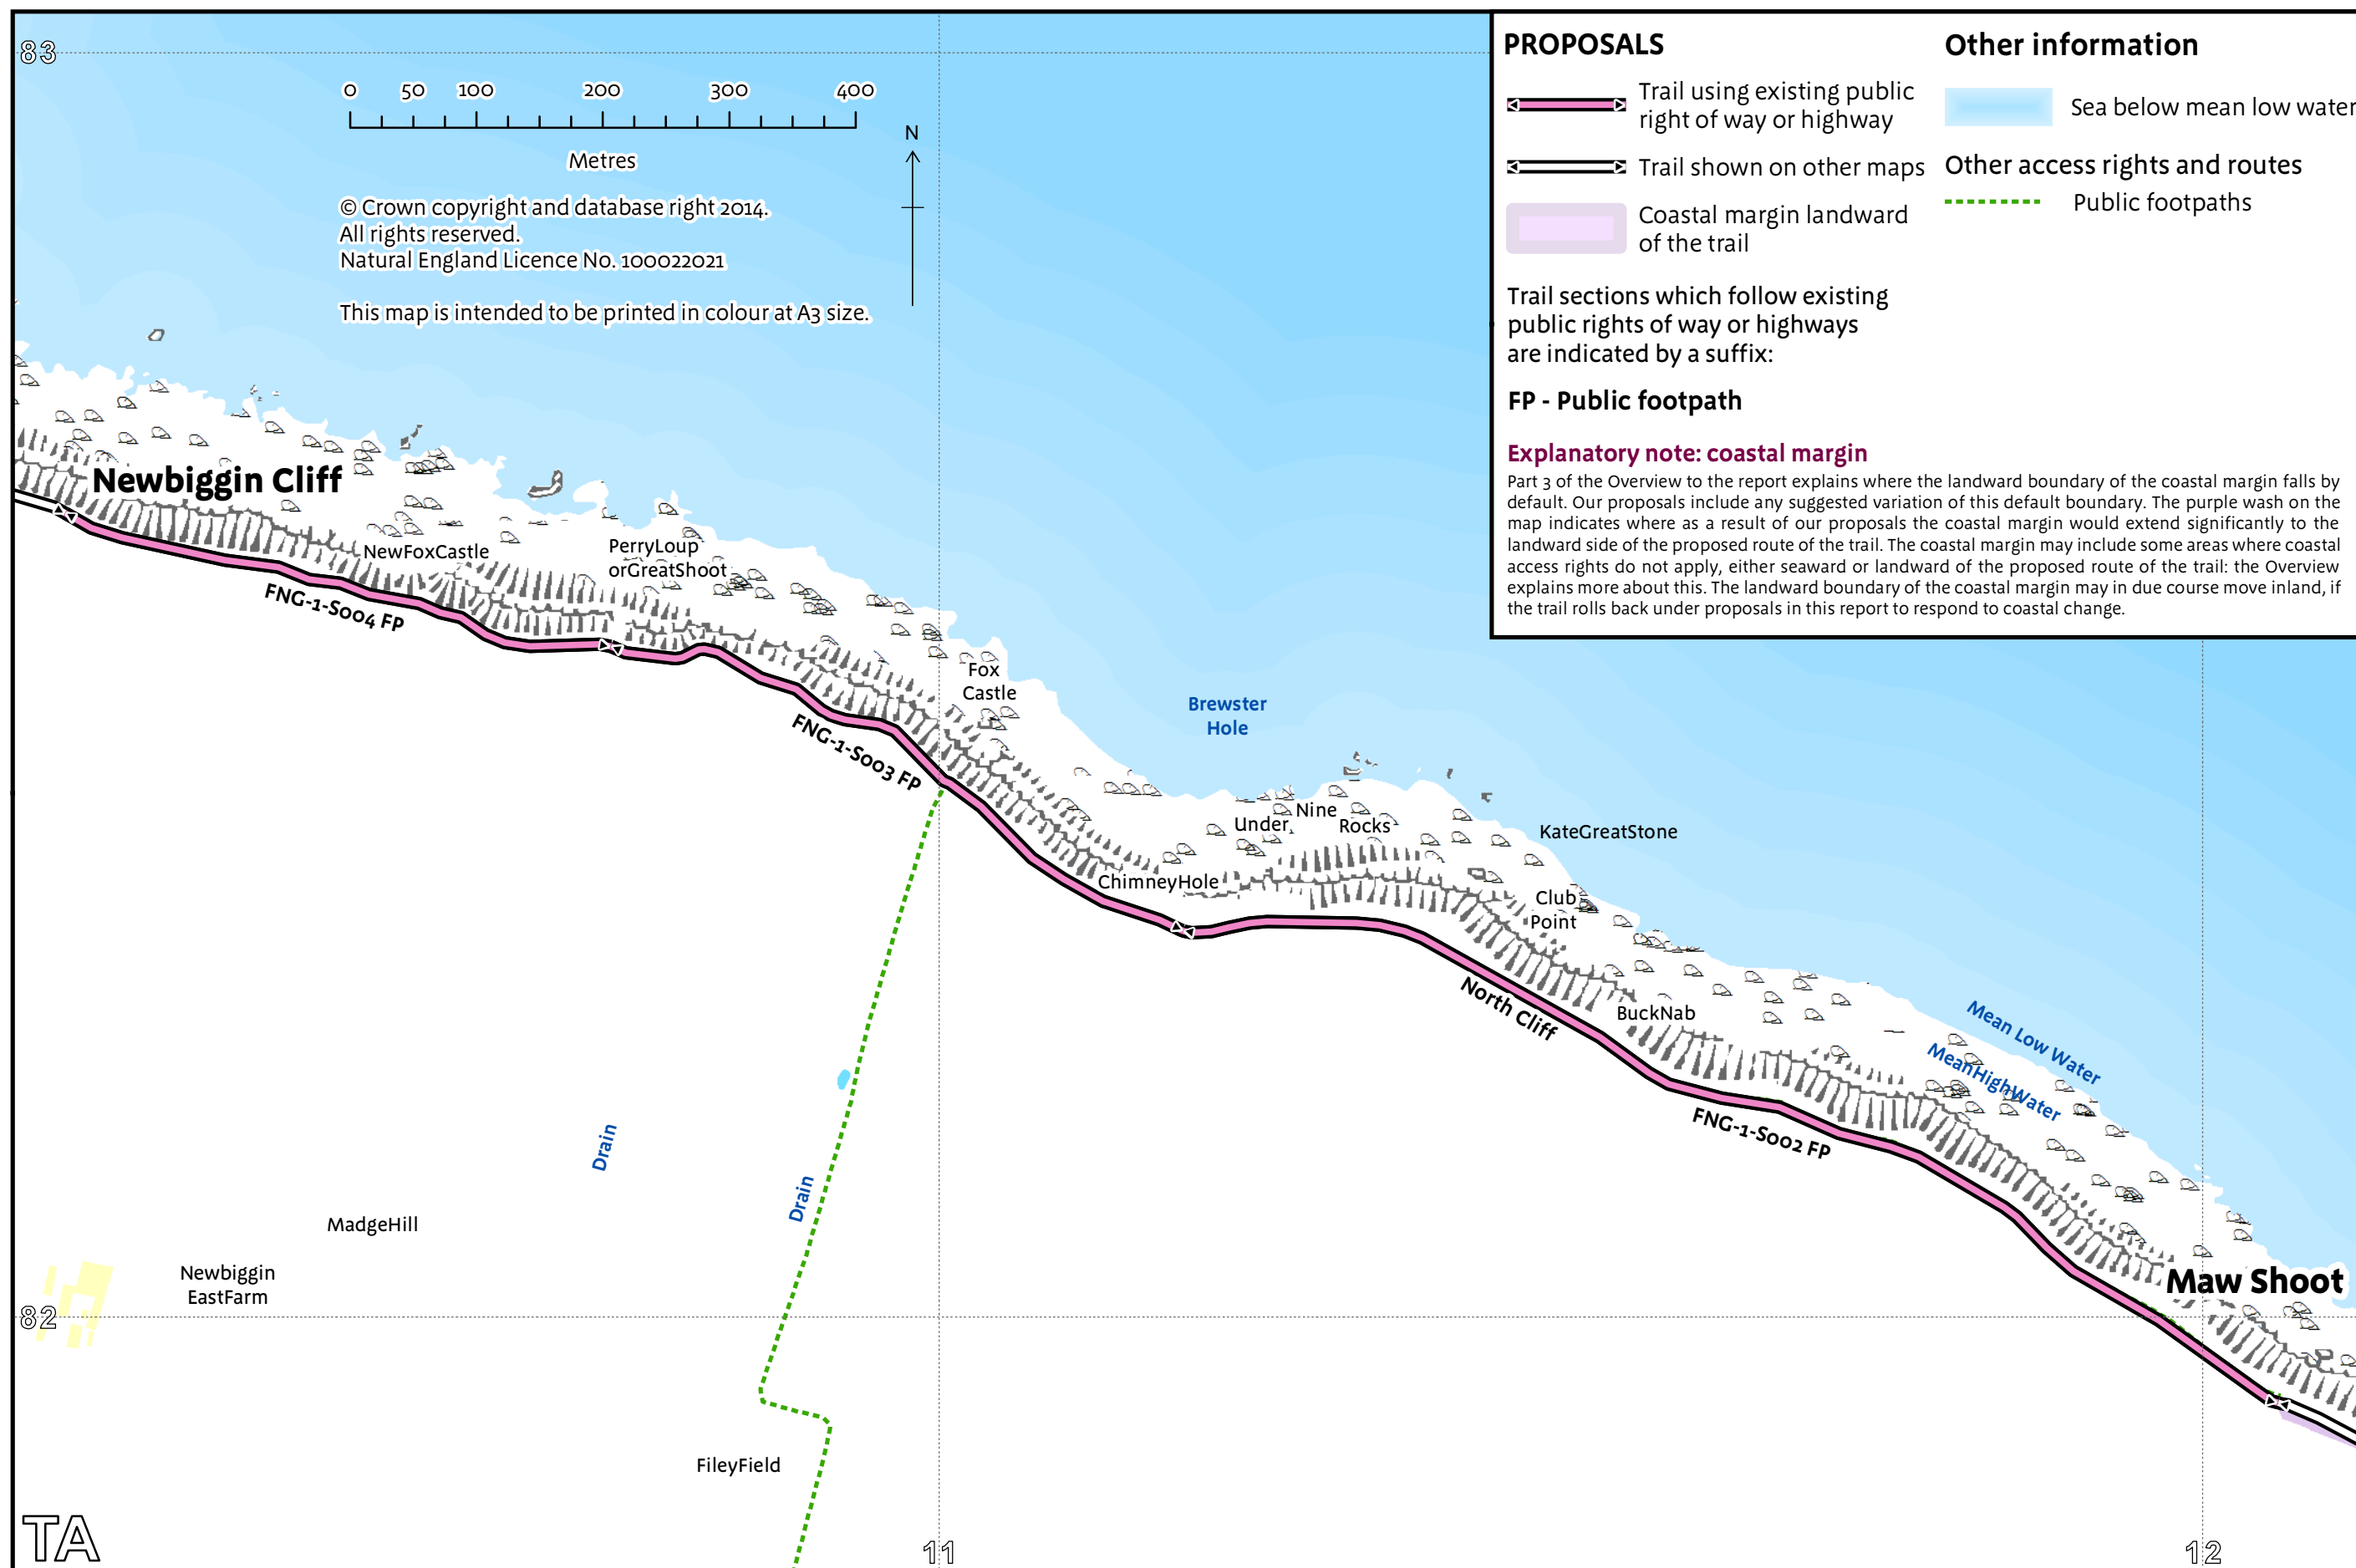 83
0 50 100 200 300 400
Metres
N
© Crown copyright and database right 2014.
All rights reserved.
Natural England Licence No. 100022021
This map is intended to be printed in colour at A3 size.
PROPOSALS
Trail using existing public
right of way or highway
Trail shown on other maps
Coastal margin landward
of the trail
Trail sections which follow existing
public rights of way or highways
are indicated by a suffix:
FP - Public footpath
Other information
Sea below mean low water
Other access rights and routes
Public footpaths
Explanatory note: coastal margin
Part 3 of the Overview to the report explains where the landward boundary of the coastal margin falls by
default. Our proposals include any suggested variation of this default boundary. The purple wash on the
map indicates where as a result of our proposals the coastal margin would extend significantly to the
landward side of the proposed route of the trail. The coastal margin may include some areas where coastal
access rights do not apply, either seaward or landward of the proposed route of the trail: the Overview
explains more about this. The landward boundary of the coastal margin may in due course move inland, if
the trail rolls back under proposals in this report to respond to coastal change.
Newbiggin Cliff
NewFoxCastle
PerryLoup
orGreatShoot
FNG-1-S004 FP
Fox
Castle
FNG-1-S003 FP
Brewster
Hole
Nine
Under
Rocks
KateGreatStone
ChimneyHole
Club
Point
North Cliff
BuckNab
Mean Low Water
MeanHighWater
FNG-1-S002 FP
Drain
Drain
MadgeHill
Newbiggin
EastFarm
Maw Shoot
82
FileyField
TA
11
12